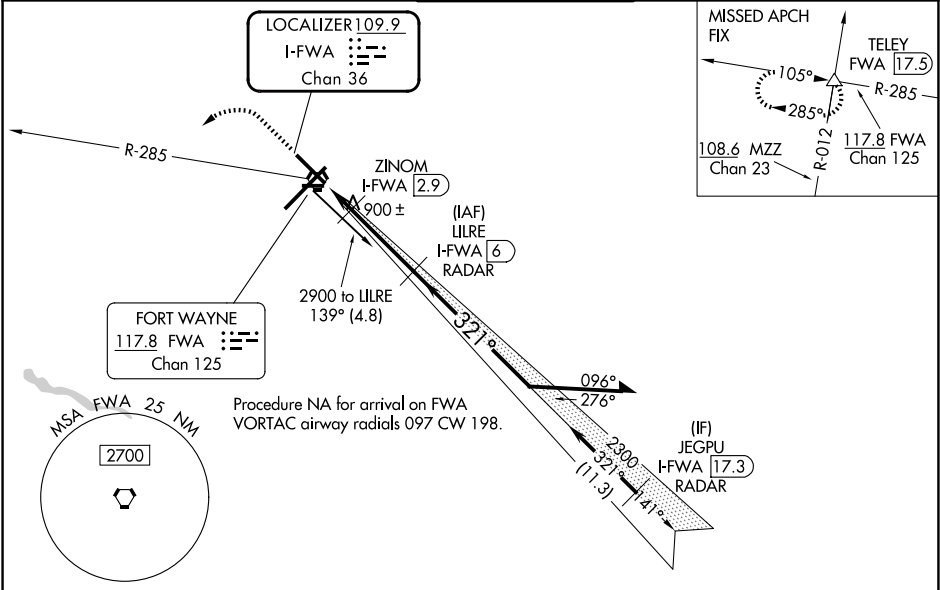 LOCALIZER 109.9
I-FWA
Chan 36
MISSED APCH
FIX
TELEY
FWA 17.5
105°
285°
R-285
R-012
108.6 MZZ
Chan 23
117.8 FWA
Chan 125
R-285
ZINOM
I-FWA 2.9
900 ±
(IAF)
LILRE
I-FWA 6
RADAR
2900 to LILRE
139° (4.8)
FORT WAYNE
117.8 FWA
Chan 125
321°
096°
276°
Procedure NA for arrival on FWA
VORTAC airway radials 097 CW 198.
(IF)
JEGPU
I-FWA 17.3
RADAR
2300
321°
(11.3)
141°
MSA FWA 25 NM
2700